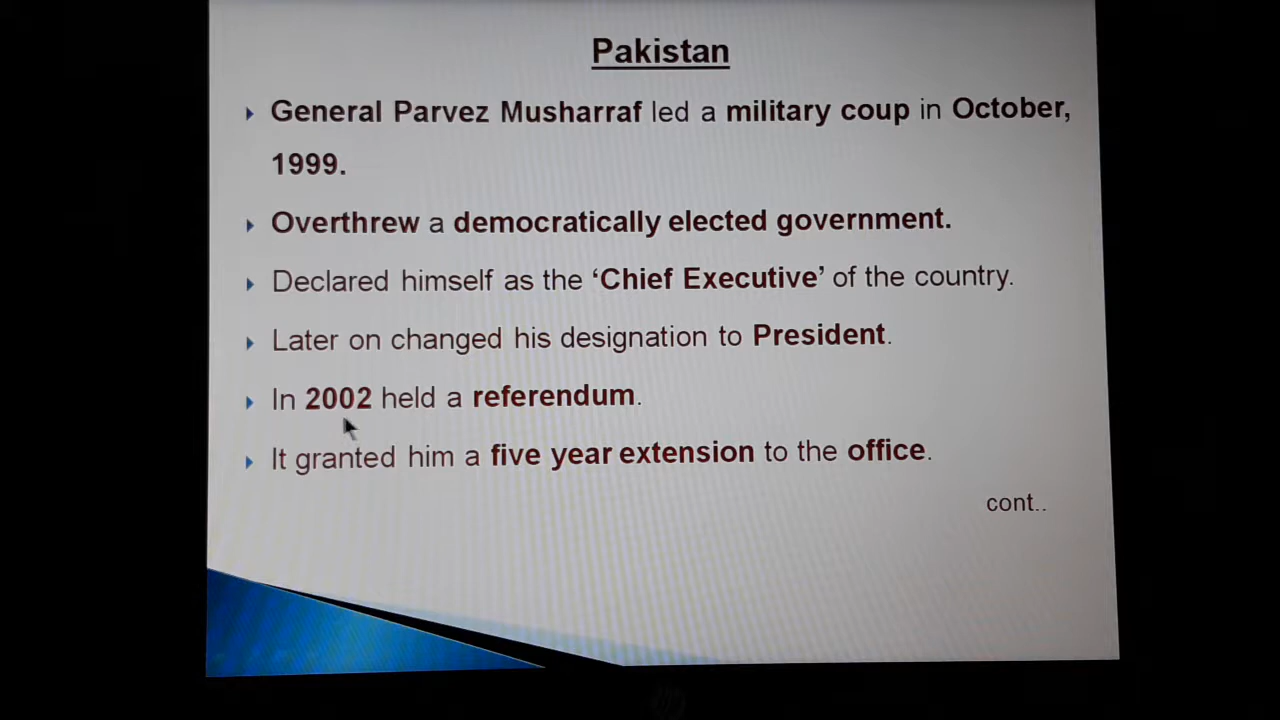 Pakistan
General Parvez Musharraf led a military coup in October,
1999.
Overthrew a democratically elected government.
Declared himself as the ‘Chief Executive’ of the country.
Later on changed his designation to President.
In 2002 held a referendum.
It granted him a five year extension to the office.
cont..
hp